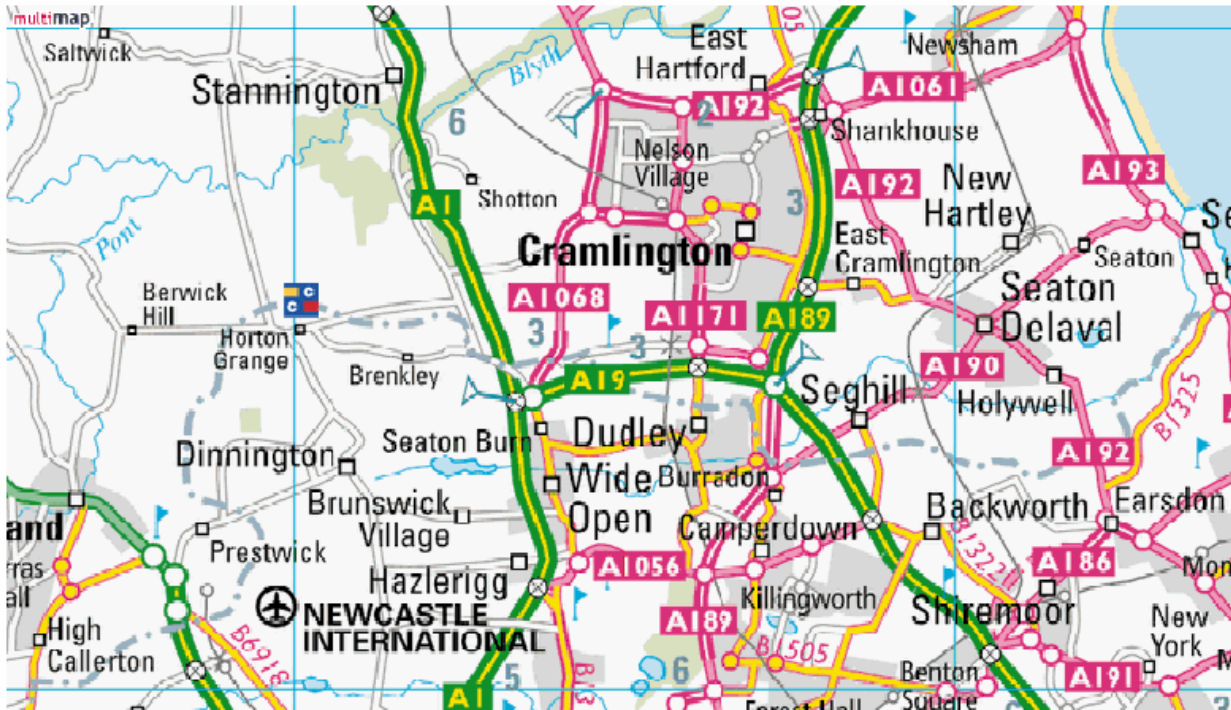 multimap
Saltwick
Stannington
Blyth
East
Hartford
Newsham
A1061
A192
2
6
Shankhouse
Nelson
Village
Shotton
A1
A192
3
New
Hartley
A193
Pont
Cramlington
East
Cramlington
Seaton
Berwick
Hill
A1068
A1171
A189
Seaton
Delaval
Horton
Grange
3
3
Brenkley
A19
Seghill
A190
Holywell
B1325
Seaton Burn
Dudley
A192
Dinnington
Wide
Open
Burradon
Brunswick
Village
Backworth
Earsdon
and
Prestwick
Camperdown
Hazlerigg
A1056
A186
Killingworth
Shiremoor
NEWCASTLE
INTERNATIONAL
A189
New
York
High
Callerton
B6918
B1505
Benton
Square
A191
A1
5
6